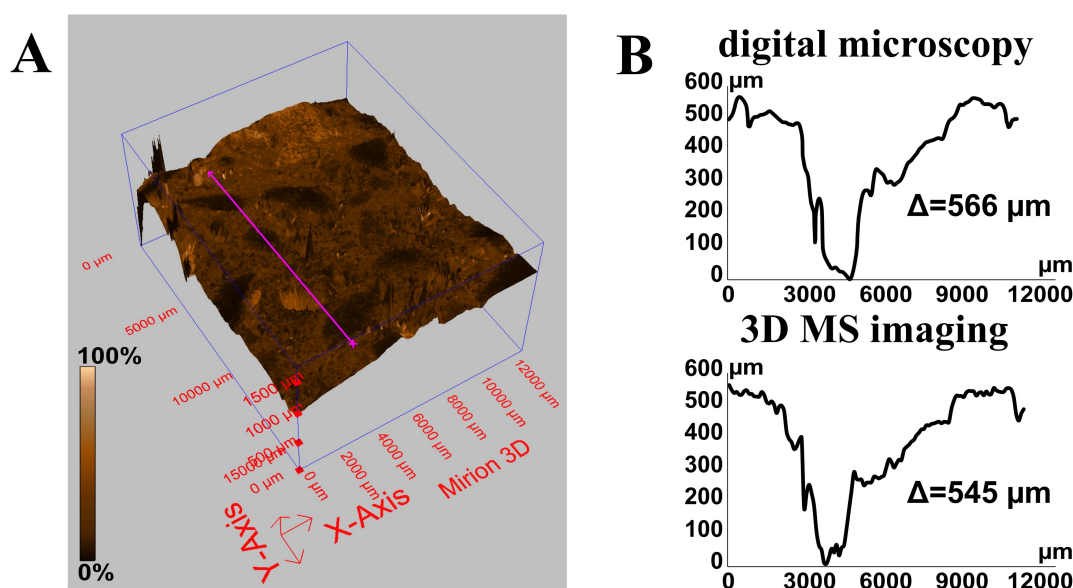 A
100%
0%
0 µm
5000 µm
10000 µm
15000 µm
1500 µm
1000 µm
500 µm
0 µm
0 µm
2000 µm
4000 µm
6000 µm
8000 µm
10000 µm
12000 µm
Y-Axis
X-Axis
Mirion 3D
B
digital microscopy
600 µm
500
400
300
200
100
0
Δ=566 µm
µm
0 3000 6000 9000 12000
3D MS imaging
600 µm
500
400
300
200
100
0
Δ=545 µm
µm
0 3000 6000 9000 12000